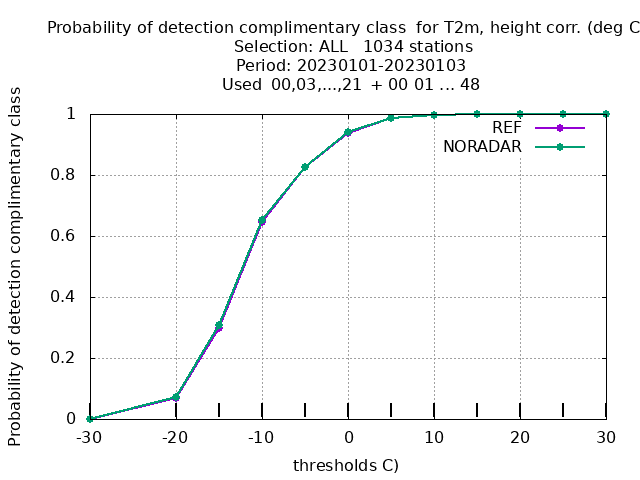 Probability of detection complimentary class  for T2m, height corr. (deg C
Selection: ALL   1034 stations
Period: 20230101-20230103
Used  00,03,...,21  + 00 01 ... 48
Probability of detection complimentary class
1
0.8
0.6
0.4
0.2
0
REF
NORADAR
-30 -20 -10 0 10 20 30
thresholds C)